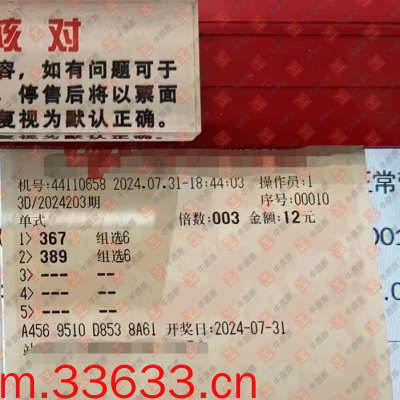 核 对
容，如有问题可于
，停售后将以票面
复视为默认正确。
机号:44110658 2024.07.31-18:44:03 操作员:1
3D/2024203期 序号:00010
单式 倍数:003 金额:12元
1> 367 组选6
2> 389 组选6
3>--- ---
4>--- ---
5>--- ---
A456 9510 D853 8A61 开奖日:2024-07-31
正常
001
.0
m.33633.cn